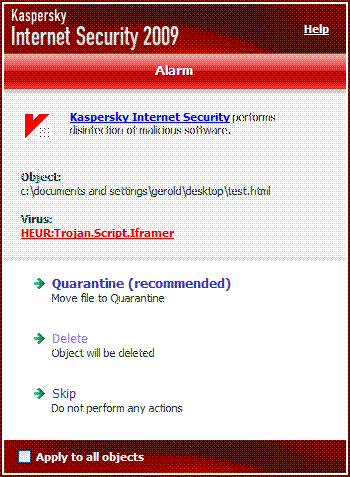 Kaspersky
Internet Security 2009
Help
Alarm
Kaspersky Internet Security performs
disinfection of malicious software.
Object:
c:\documents and settings\gerold\desktop\test.html
Virus:
HEUR:Trojan.Script.Iframer
Quarantine (recommended)
Move file to Quarantine
Delete
Object will be deleted
Skip
Do not perform any actions
Apply to all objects